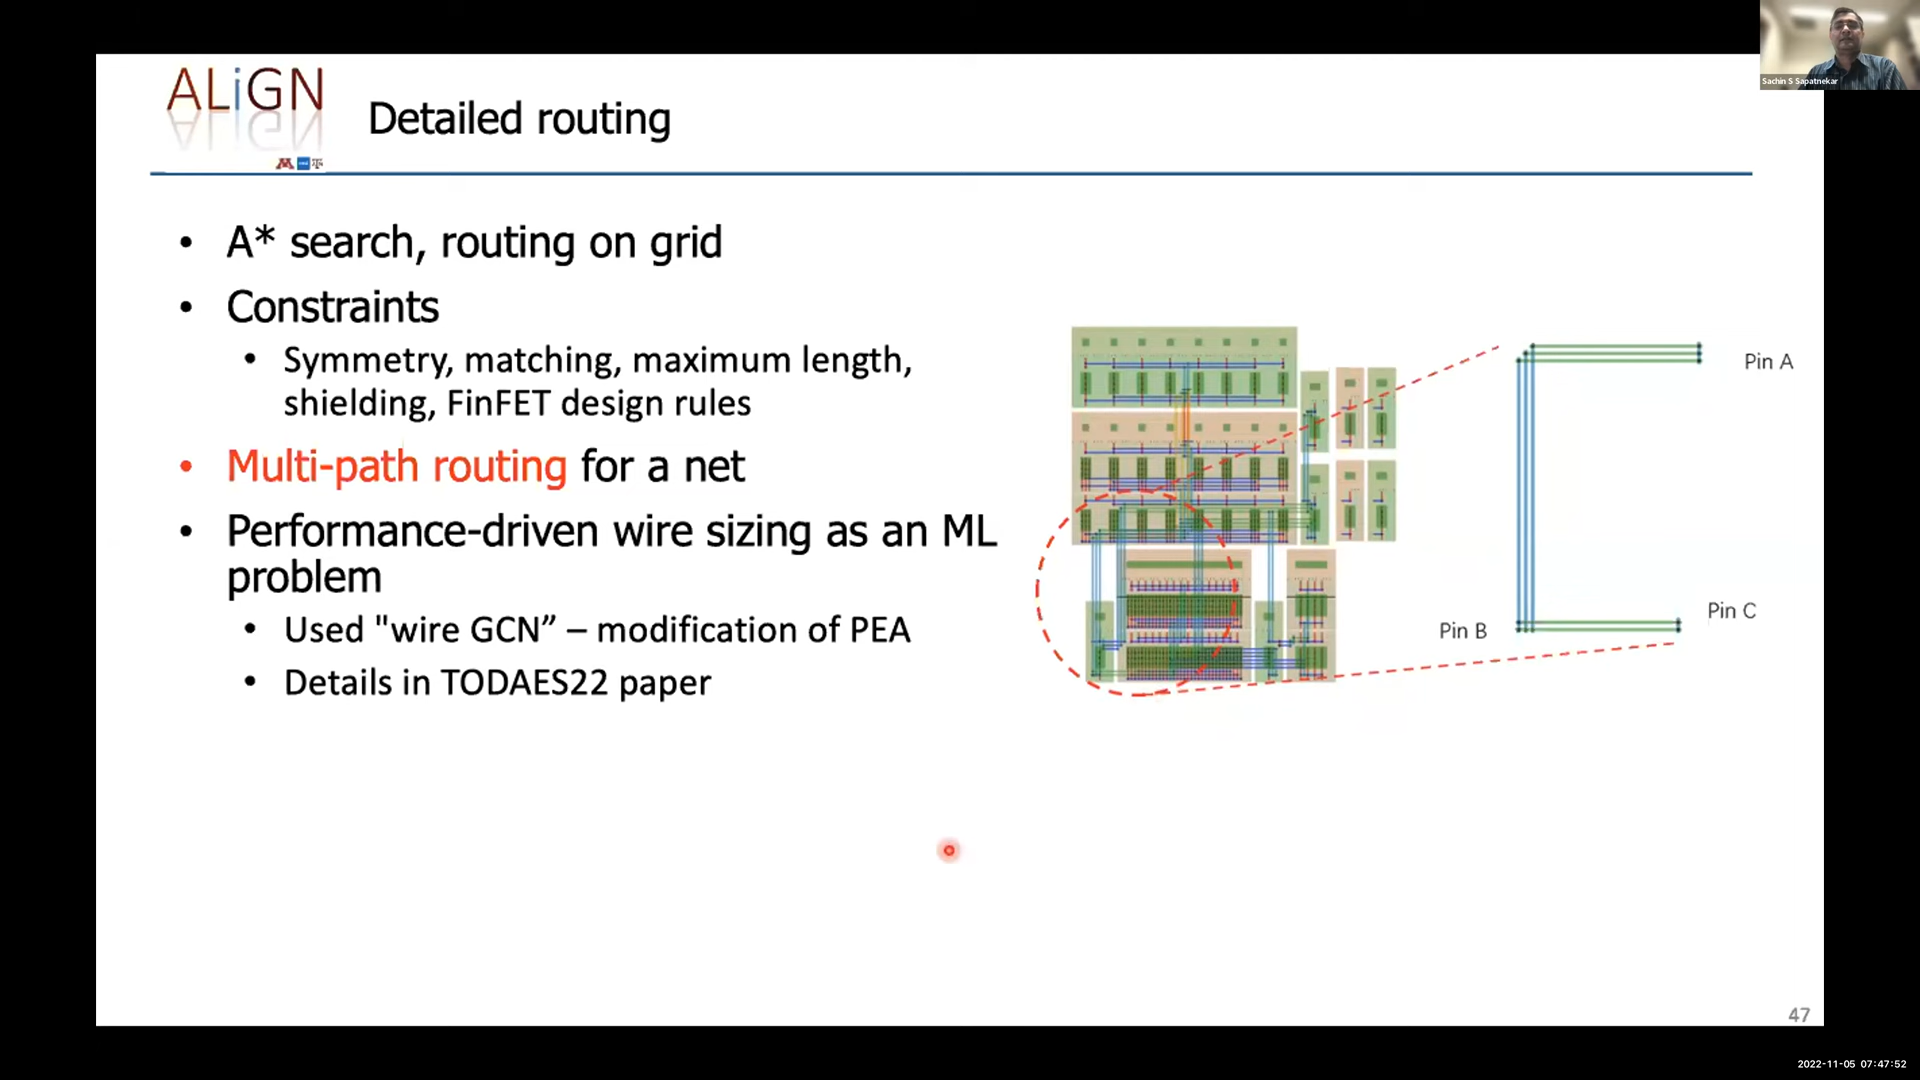 Sachin S Sapatnekar
ALiGN
Detailed routing
• A* search, routing on grid
• Constraints
• Symmetry, matching, maximum length,
shielding, FinFET design rules
• Multi-path routing for a net
• Performance-driven wire sizing as an ML
problem
• Used "wire GCN” – modification of PEA
• Details in TODAES22 paper
Pin A
Pin B
Pin C
47
2022-11-05 07:47:52